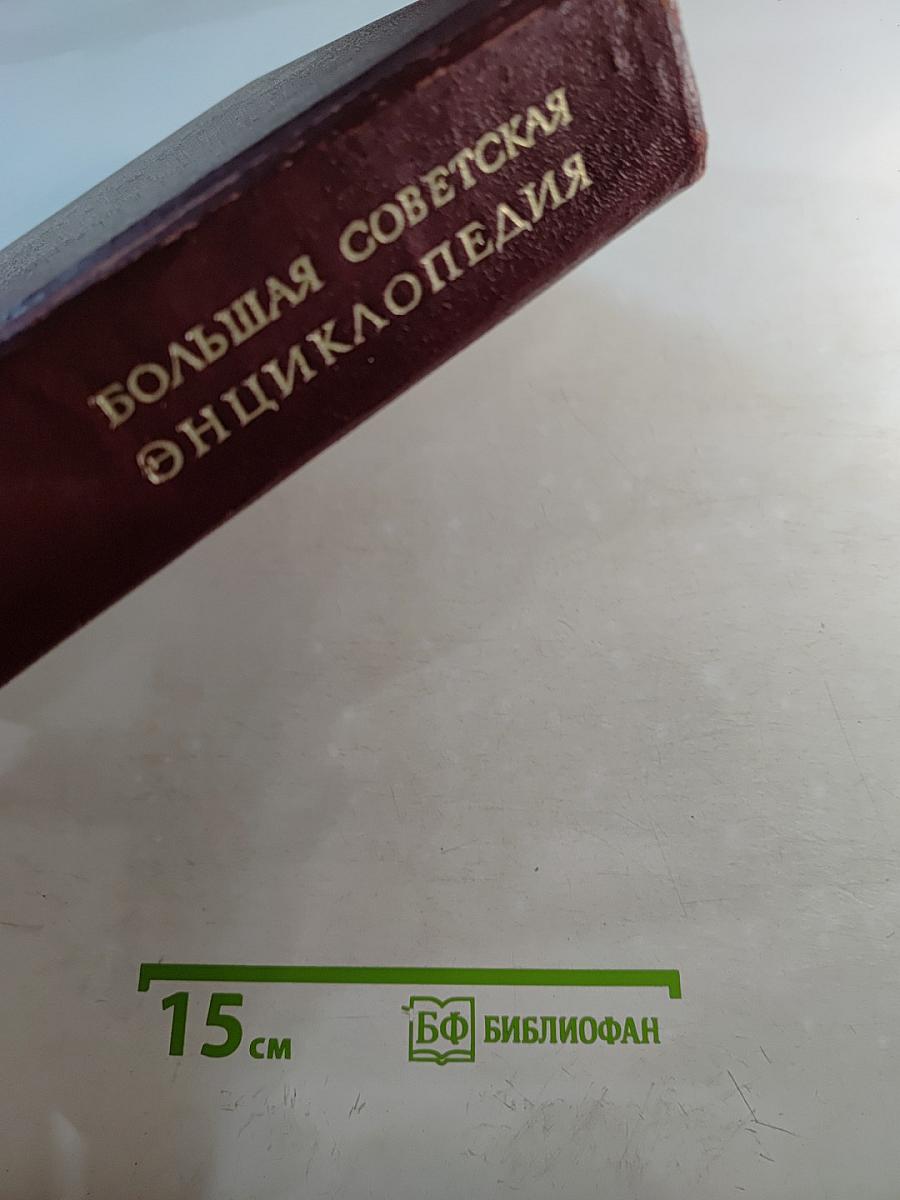 БОЛЬШАЯ СОВЕТСКАЯ
ЭНЦИКЛОПЕДИЯ
15 см
БФ БИБЛИОФАН